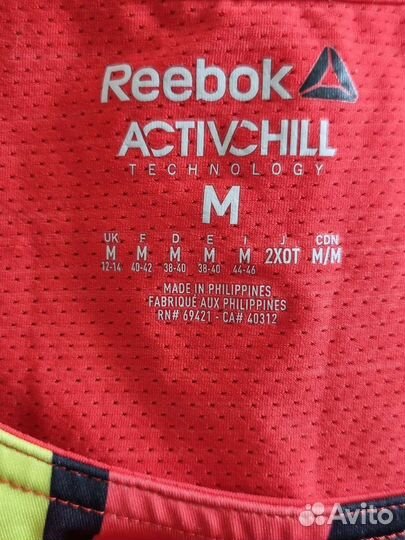 Reebok
ACTIVCHILL
TECHNOLOGY
M
UK F D E I J CDN
M M M M M 2XOT M/M
12-14 40-42 38-40 38-40 44-46
MADE IN PHILIPPINES
FABRIQUÉ AUX PHILIPPINES
RN# 69421 - CA# 40312
Avito